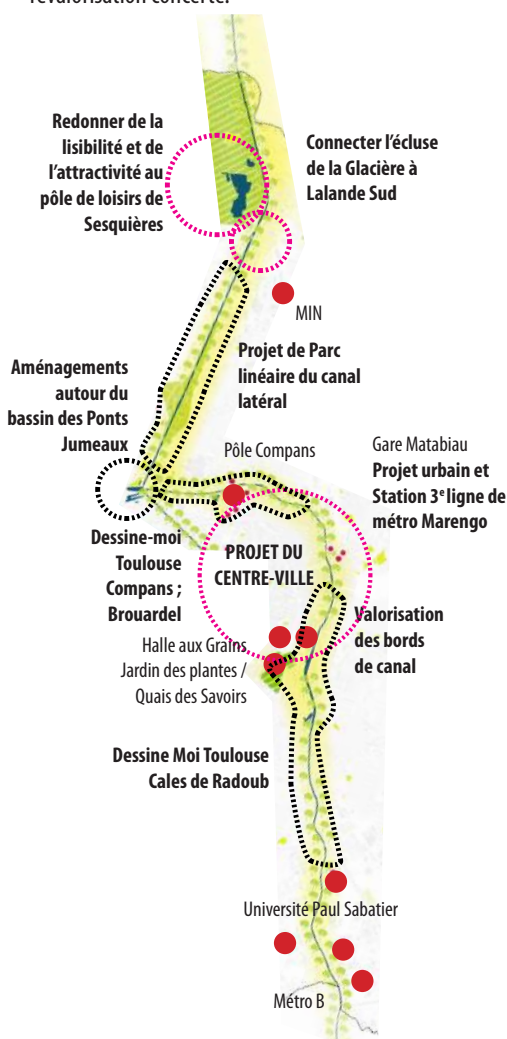 revalorisation concerté.
Redonner de la
lisibilité et de
l'attractivité au
pôle de loisirs de
Sesquières
Connecter l'écluse
de la Glacière à
Lalande Sud
MIN
Projet de Parc
linéaire du canal
latéral
Aménagements
autour du
bassin des Ponts
Jumeaux
Pôle Compans
Gare Matabiau
Projet urbain et
Station 3e ligne de
métro Marengo
Dessine-moi
Toulouse
Compans ;
Brouardel
PROJET DU
CENTRE-VILLE
Valorisation
des bords
de canal
Halle aux Grains
Jardin des plantes /
Quais des Savoirs
Dessine Moi Toulouse
Cales de Radoub
Université Paul Sabatier
Métro B